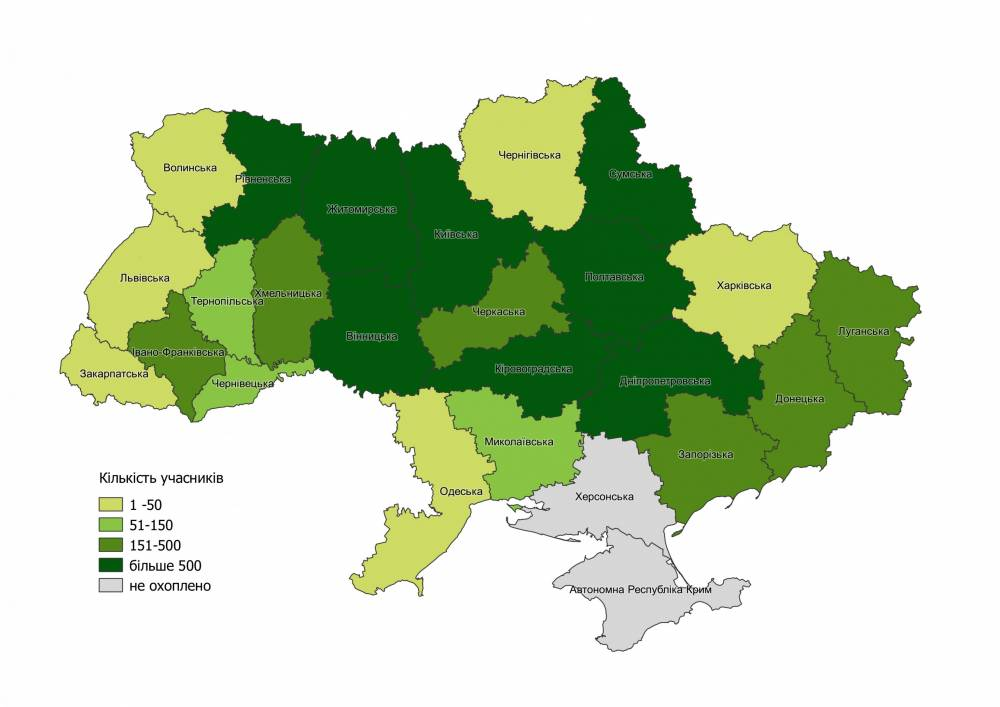 Чернігівська
Волинська
Рівненська
Сумська
Житомирська
Київська
Львівська
Полтавська
Харківська
Тернопільська
Хмельницька
Черкаська
Луганська
Вінницька
Івано-Франківська
Закарпатська
Чернівецька
Кіровоградська
Дніпропетровська
Донецька
Миколаївська
Запорізька
Одеська
Херсонська
Автономна Республіка Крим
Кількість учасників
1 -50
51-150
151-500
більше 500
не охоплено